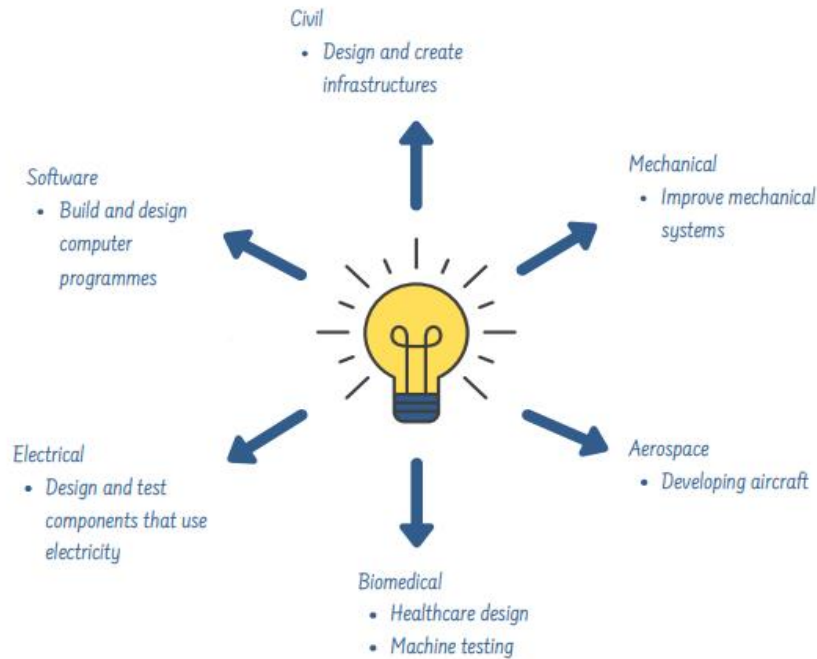 Civil
• Design and create
infrastructures
Mechanical
• Improve mechanical
systems
Software
• Build and design
computer
programmes
Electrical
• Design and test
components that use
electricity
Aerospace
• Developing aircraft
Biomedical
• Healthcare design
• Machine testing